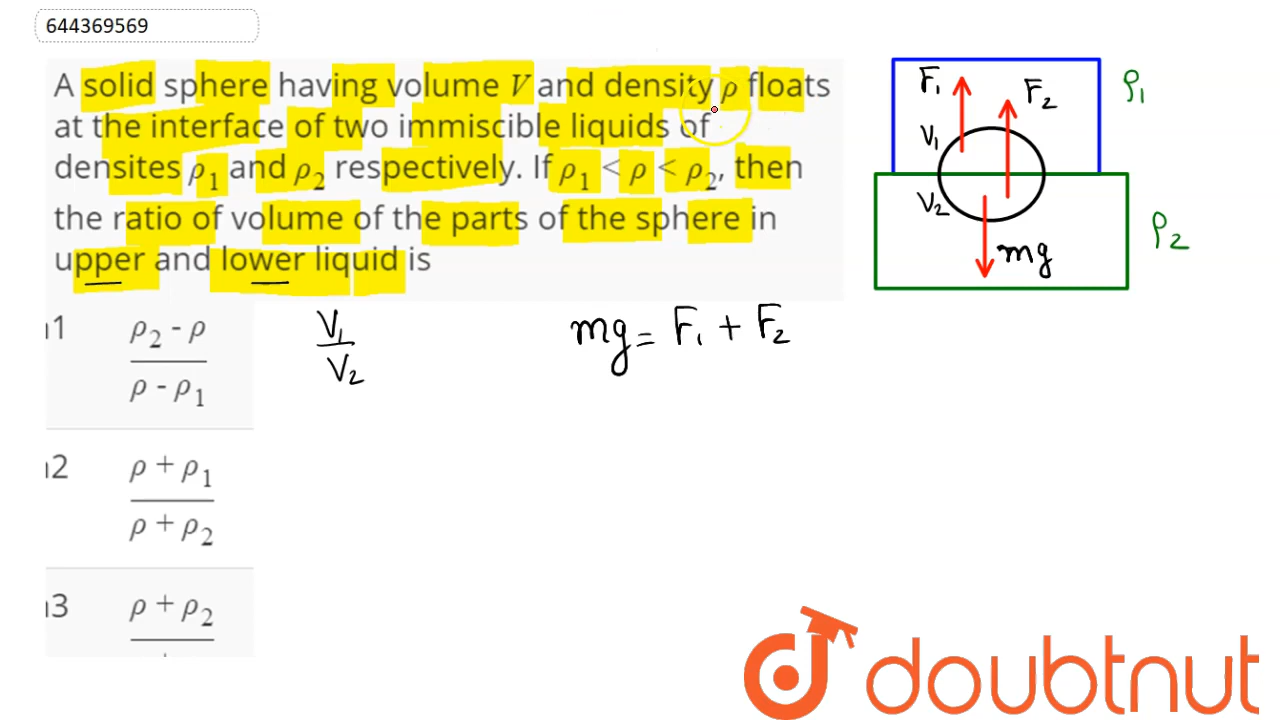 644369569
A solid sphere having volume V and density ρ floats
at the interface of two immiscible liquids of
densites ρ₁ and ρ₂ respectively. If ρ₁ < ρ < ρ₂, then
the ratio of volume of the parts of the sphere in
upper and lower liquid is
F₁
F₂
ρ₁
V₁
V₂
mg
ρ₂
1
ρ₂ - ρ
ρ - ρ₁
V₁
V₂
mg = F₁ + F₂
2
ρ + ρ₁
ρ + ρ₂
3
ρ + ρ₂
doubtnut